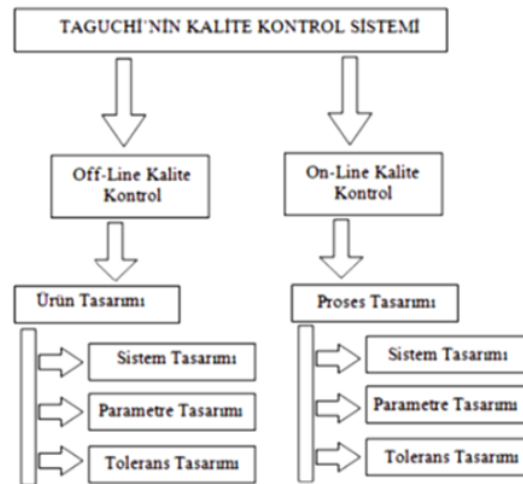 TAGUCHİ'NİN KALİTE KONTROL SİSTEMİ
Off-Line Kalite
Kontrol
On-Line Kalite
Kontrol
Ürün Tasarımı
Proses Tasarımı
Sistem Tasarımı
Parametre Tasarımı
Tolerans Tasarımı
Sistem Tasarımı
Parametre Tasarımı
Tolerans Tasarımı